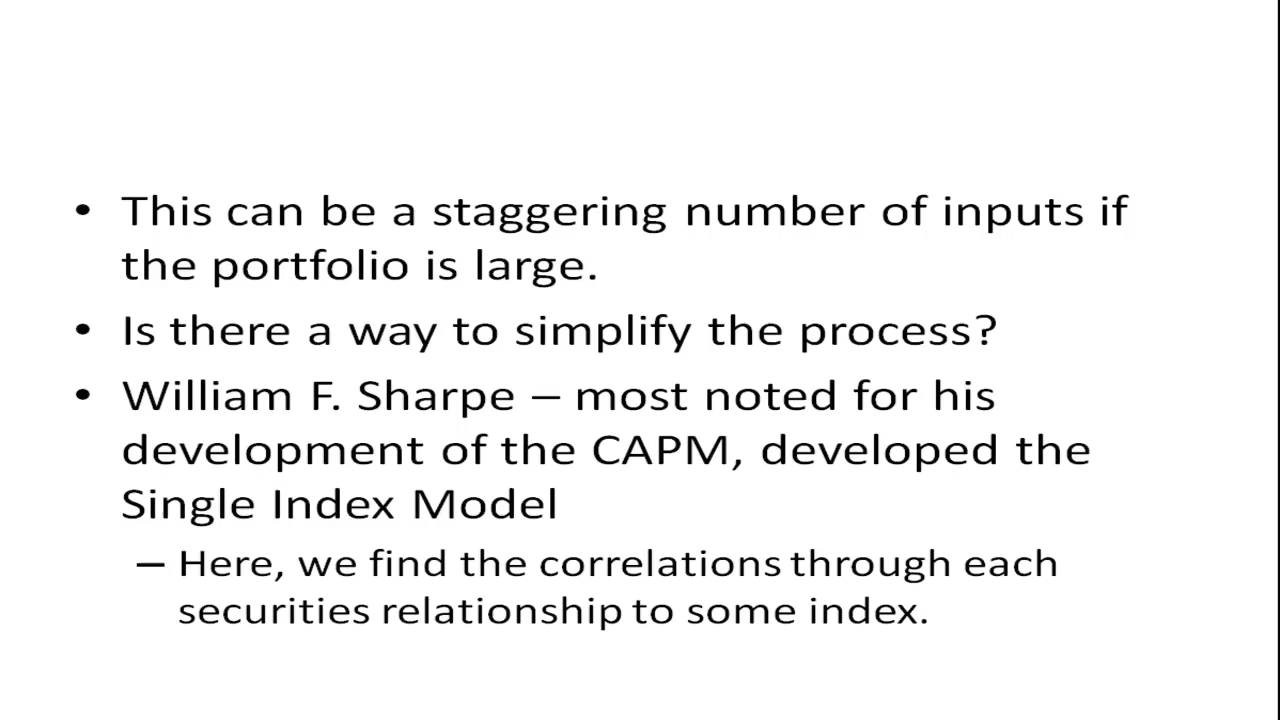 • This can be a staggering number of inputs if
the portfolio is large.
• Is there a way to simplify the process?
• William F. Sharpe – most noted for his
development of the CAPM, developed the
Single Index Model
– Here, we find the correlations through each
securities relationship to some index.